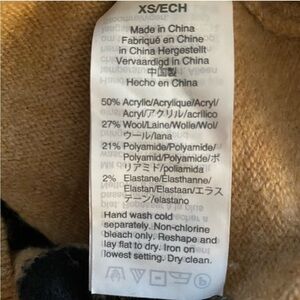 XS/ECH
Made in China
Fabriqué en Chine
in China Hergestellt
Vervaardigd in China
中国製
Hecho en China
50% Acrylic/Acrylique/Acryl/
Acryl/アクリル/acrilico
27% Wool/Laine/Wolle/Wol/
ウール/lana
21% Polyamide/Polyamide/
Polyamid/Polyamide/ポ
リアミド/poliamida
2% Elastane/Élasthanne/
Elastan/Elastaan/エラス
テーン/elastano
Hand wash cold
separately. Non-chlorine
bleach only. Reshape and
lay flat to dry. Iron on
lowest setting. Dry clean.